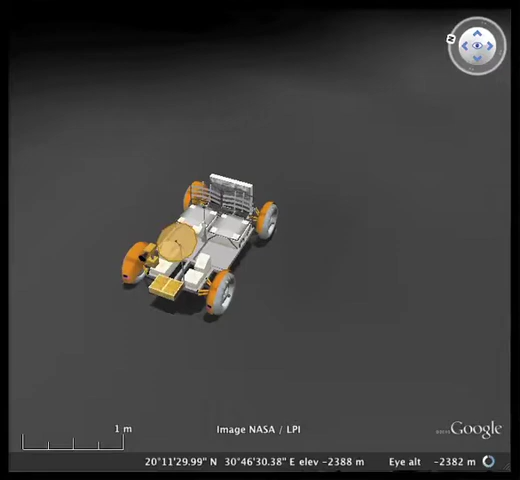 N
1 m
Image NASA / LPI
Google
20°11'29.99" N 30°46'30.38" E elev -2388 m Eye alt -2382 m